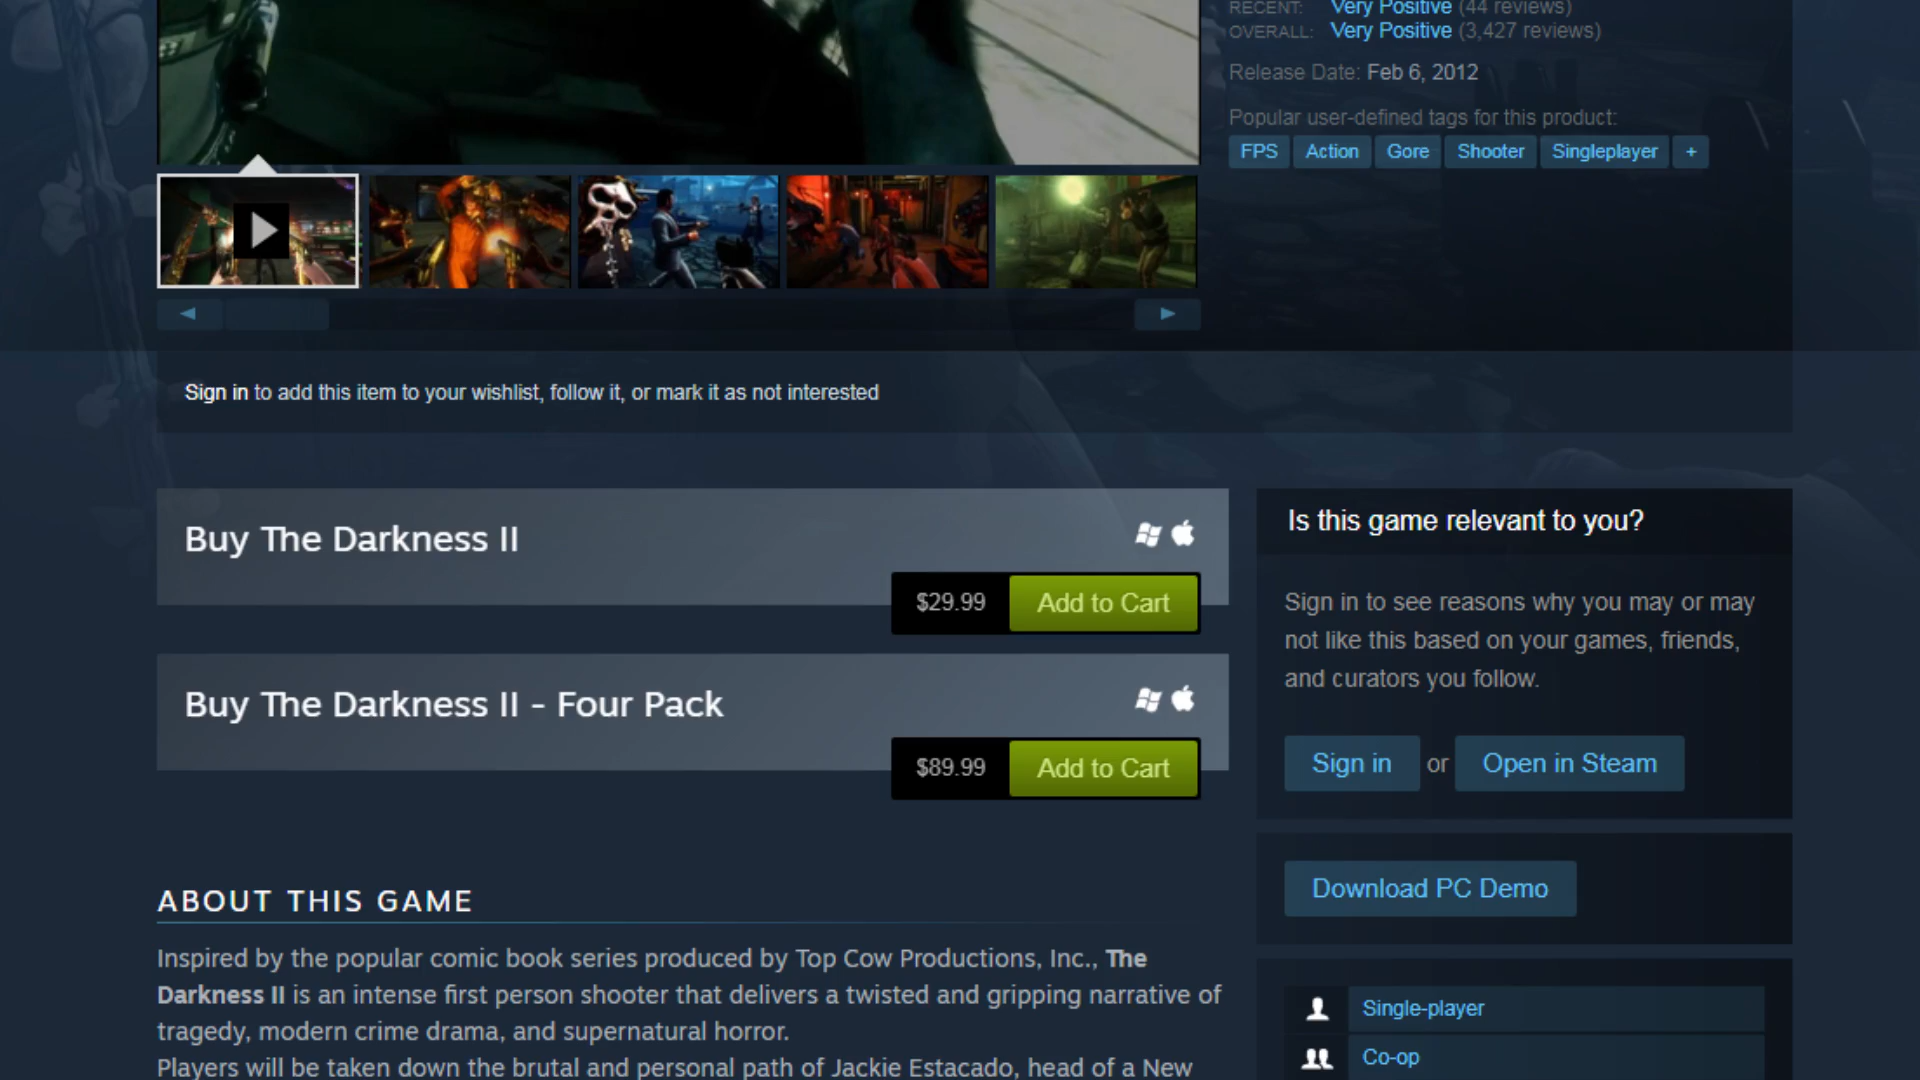 RECENT: Very Positive (44 reviews)
OVERALL: Very Positive (3,427 reviews)
Release Date: Feb 6, 2012
Popular user-defined tags for this product:
FPS Action Gore Shooter Singleplayer +
Sign in to add this item to your wishlist, follow it, or mark it as not interested
Buy The Darkness II
$29.99 Add to Cart
Buy The Darkness II - Four Pack
$89.99 Add to Cart
ABOUT THIS GAME
Inspired by the popular comic book series produced by Top Cow Productions, Inc., The
Darkness II is an intense first person shooter that delivers a twisted and gripping narrative of
tragedy, modern crime drama, and supernatural horror.
Players will be taken down the brutal and personal path of Jackie Estacado, head of a New
Is this game relevant to you?
Sign in to see reasons why you may or may
not like this based on your games, friends,
and curators you follow.
Sign in or Open in Steam
Download PC Demo
Single-player
Co-op